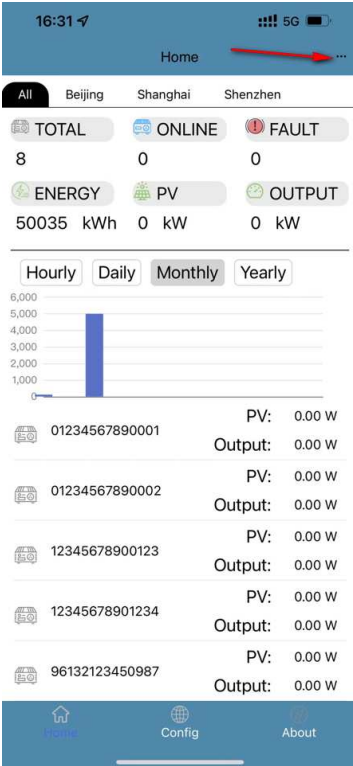 16:31 5G
Home ...
All Beijing Shanghai Shenzhen
TOTAL ONLINE FAULT
8 0 0
ENERGY PV OUTPUT
50035 kWh 0 kW 0 kW
Hourly Daily Monthly Yearly
6,000
5,000
4,000
3,000
2,000
1,000
0
PV: 0.00 W
01234567890001
Output: 0.00 W
PV: 0.00 W
01234567890002
Output: 0.00 W
PV: 0.00 W
12345678900123
Output: 0.00 W
PV: 0.00 W
12345678901234
Output: 0.00 W
PV: 0.00 W
96132123450987
Output: 0.00 W
Home Config About